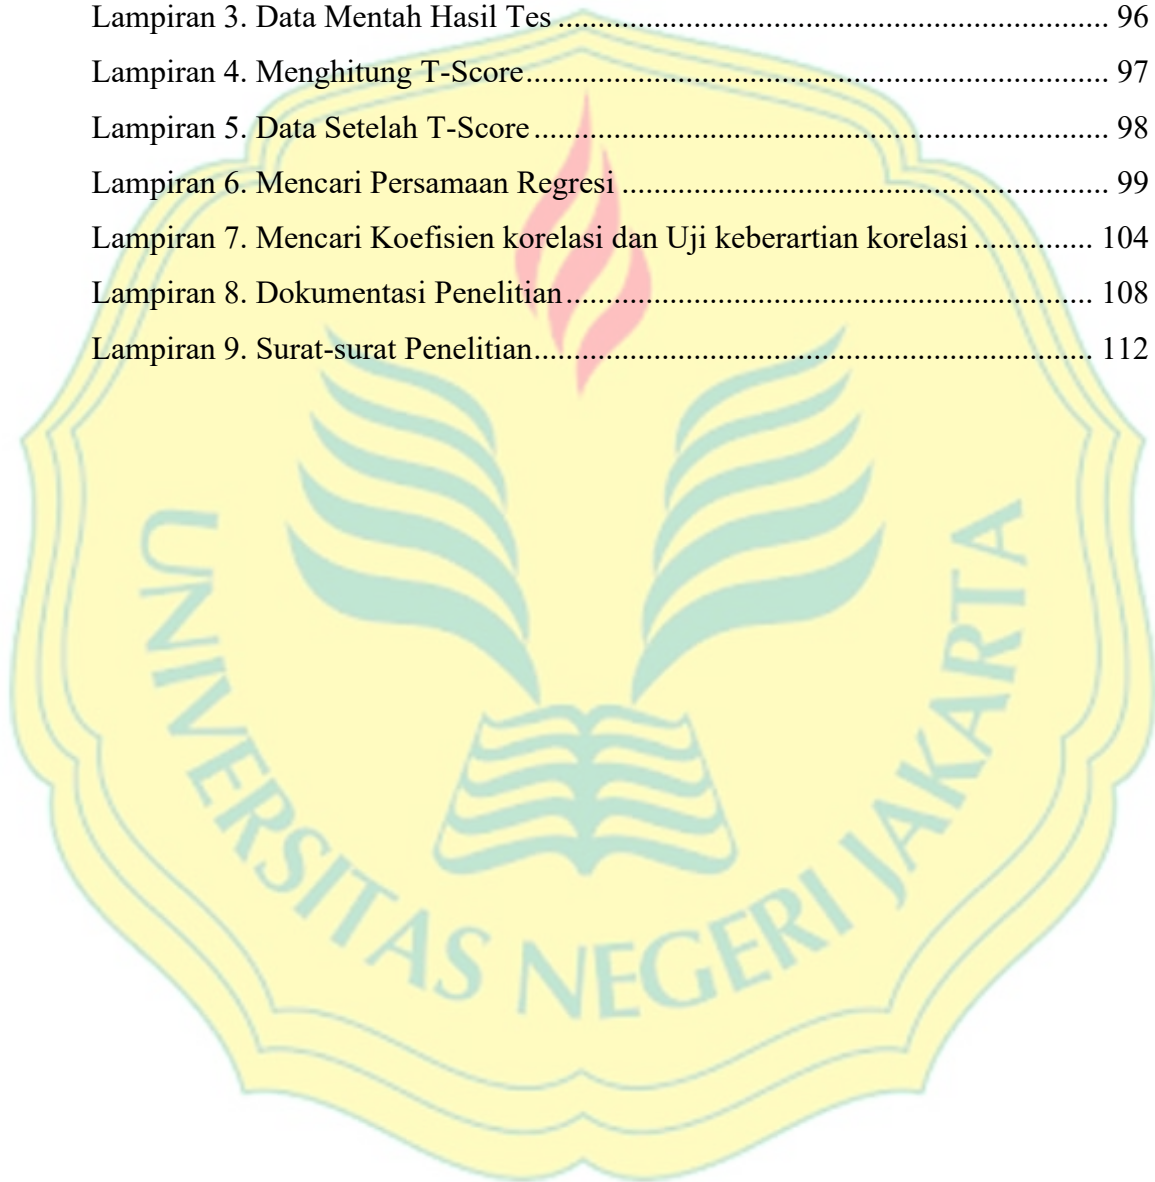 Lampiran 3. Data Mentah Hasil Tes ..................................................................... 96
Lampiran 4. Menghitung T-Score......................................................................... 97
Lampiran 5. Data Setelah T-Score ........................................................................ 98
Lampiran 6. Mencari Persamaan Regresi ............................................................. 99
Lampiran 7. Mencari Koefisien korelasi dan Uji keberartian korelasi ............... 104
Lampiran 8. Dokumentasi Penelitian................................................................... 108
Lampiran 9. Surat-surat Penelitian....................................................................... 112
UNIVERSITAS NEGERI JAKARTA